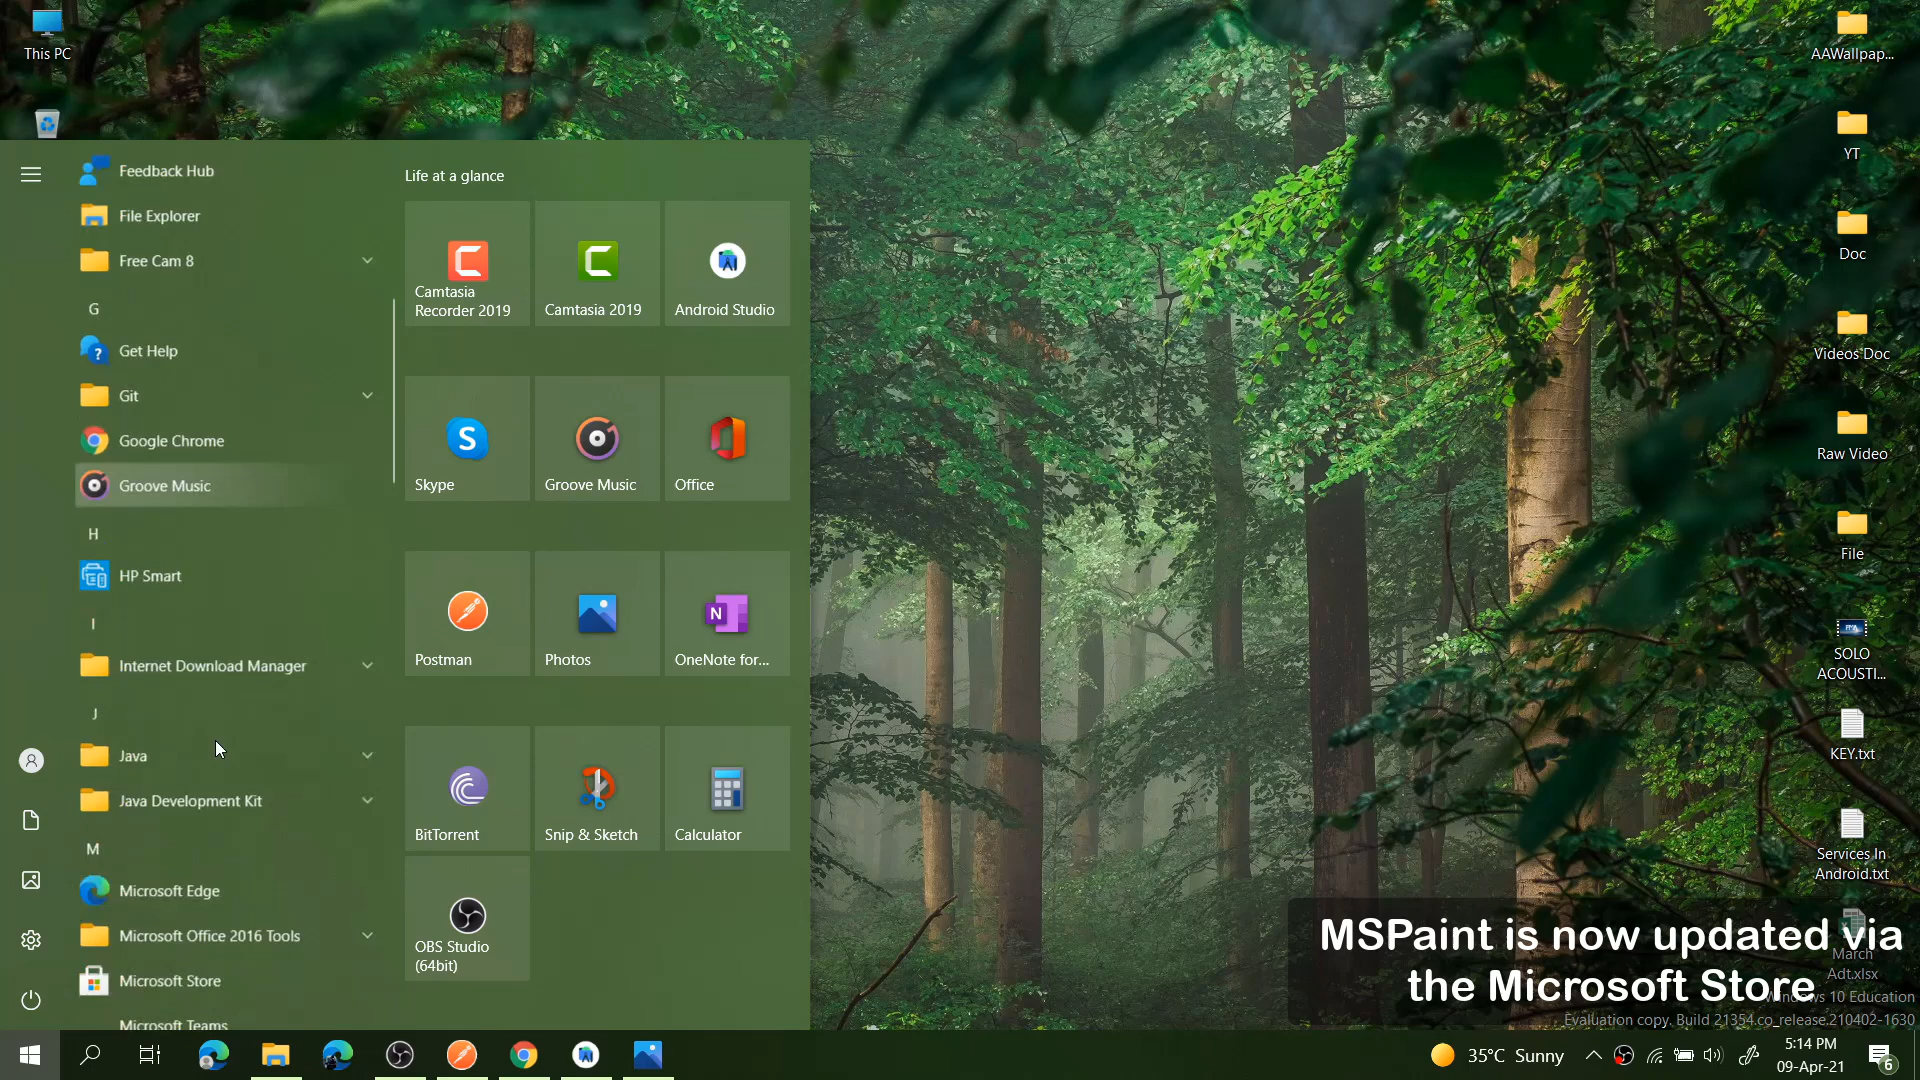 This PC
Feedback Hub
File Explorer
Free Cam 8
G
Get Help
Git
Google Chrome
Groove Music
H
HP Smart
I
Internet Download Manager
J
Java
Java Development Kit
M
Microsoft Edge
Microsoft Office 2016 Tools
Microsoft Store
Microsoft Teams
Life at a glance
Camtasia
Recorder 2019
Camtasia 2019
Android Studio
Skype
Groove Music
Office
Postman
Photos
OneNote for...
BitTorrent
Snip & Sketch
Calculator
OBS Studio
(64bit)
AAWallpap...
YT
Doc
Videos Doc
Raw Video
File
SOLO
ACOUSTI...
KEY.txt
Services In
Android.txt
March
Adt.xlsx
MSPaint is now updated via
the Microsoft Store
Windows 10 Education
Evaluation copy. Build 21354.co_release.210402-1630
35°C Sunny
5:14 PM
09-Apr-21
6